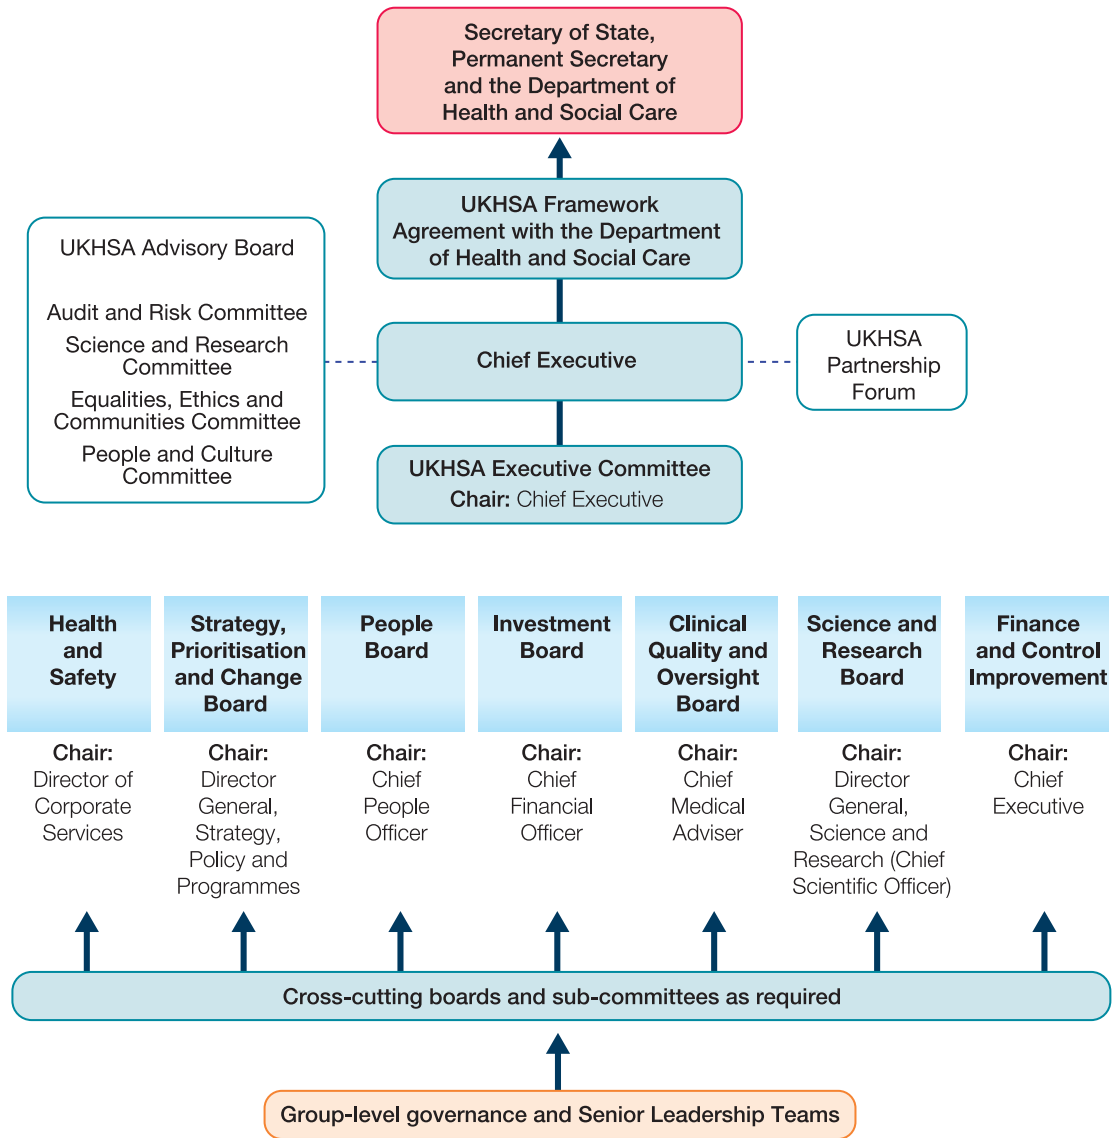 Secretary of State,
Permanent Secretary
and the Department of
Health and Social Care
UKHSA Framework
Agreement with the Department
of Health and Social Care
UKHSA Advisory Board
Audit and Risk Committee
Science and Research
Committee
Equalities, Ethics and
Communities Committee
People and Culture
Committee
Chief Executive
UKHSA
Partnership
Forum
UKHSA Executive Committee
Chair: Chief Executive
Health
and
Safety
Chair:
Director of
Corporate
Services
Strategy,
Prioritisation
and Change
Board
Chair:
Director
General,
Strategy,
Policy and
Programmes
People
Board
Chair:
Chief
People
Officer
Investment
Board
Chair:
Chief
Financial
Officer
Clinical
Quality and
Oversight
Board
Chair:
Chief
Medical
Adviser
Science and
Research
Board
Chair:
Director
General,
Science and
Research (Chief
Scientific Officer)
Finance
and Control
Improvement
Chair:
Chief
Executive
Cross-cutting boards and sub-committees as required
Group-level governance and Senior Leadership Teams